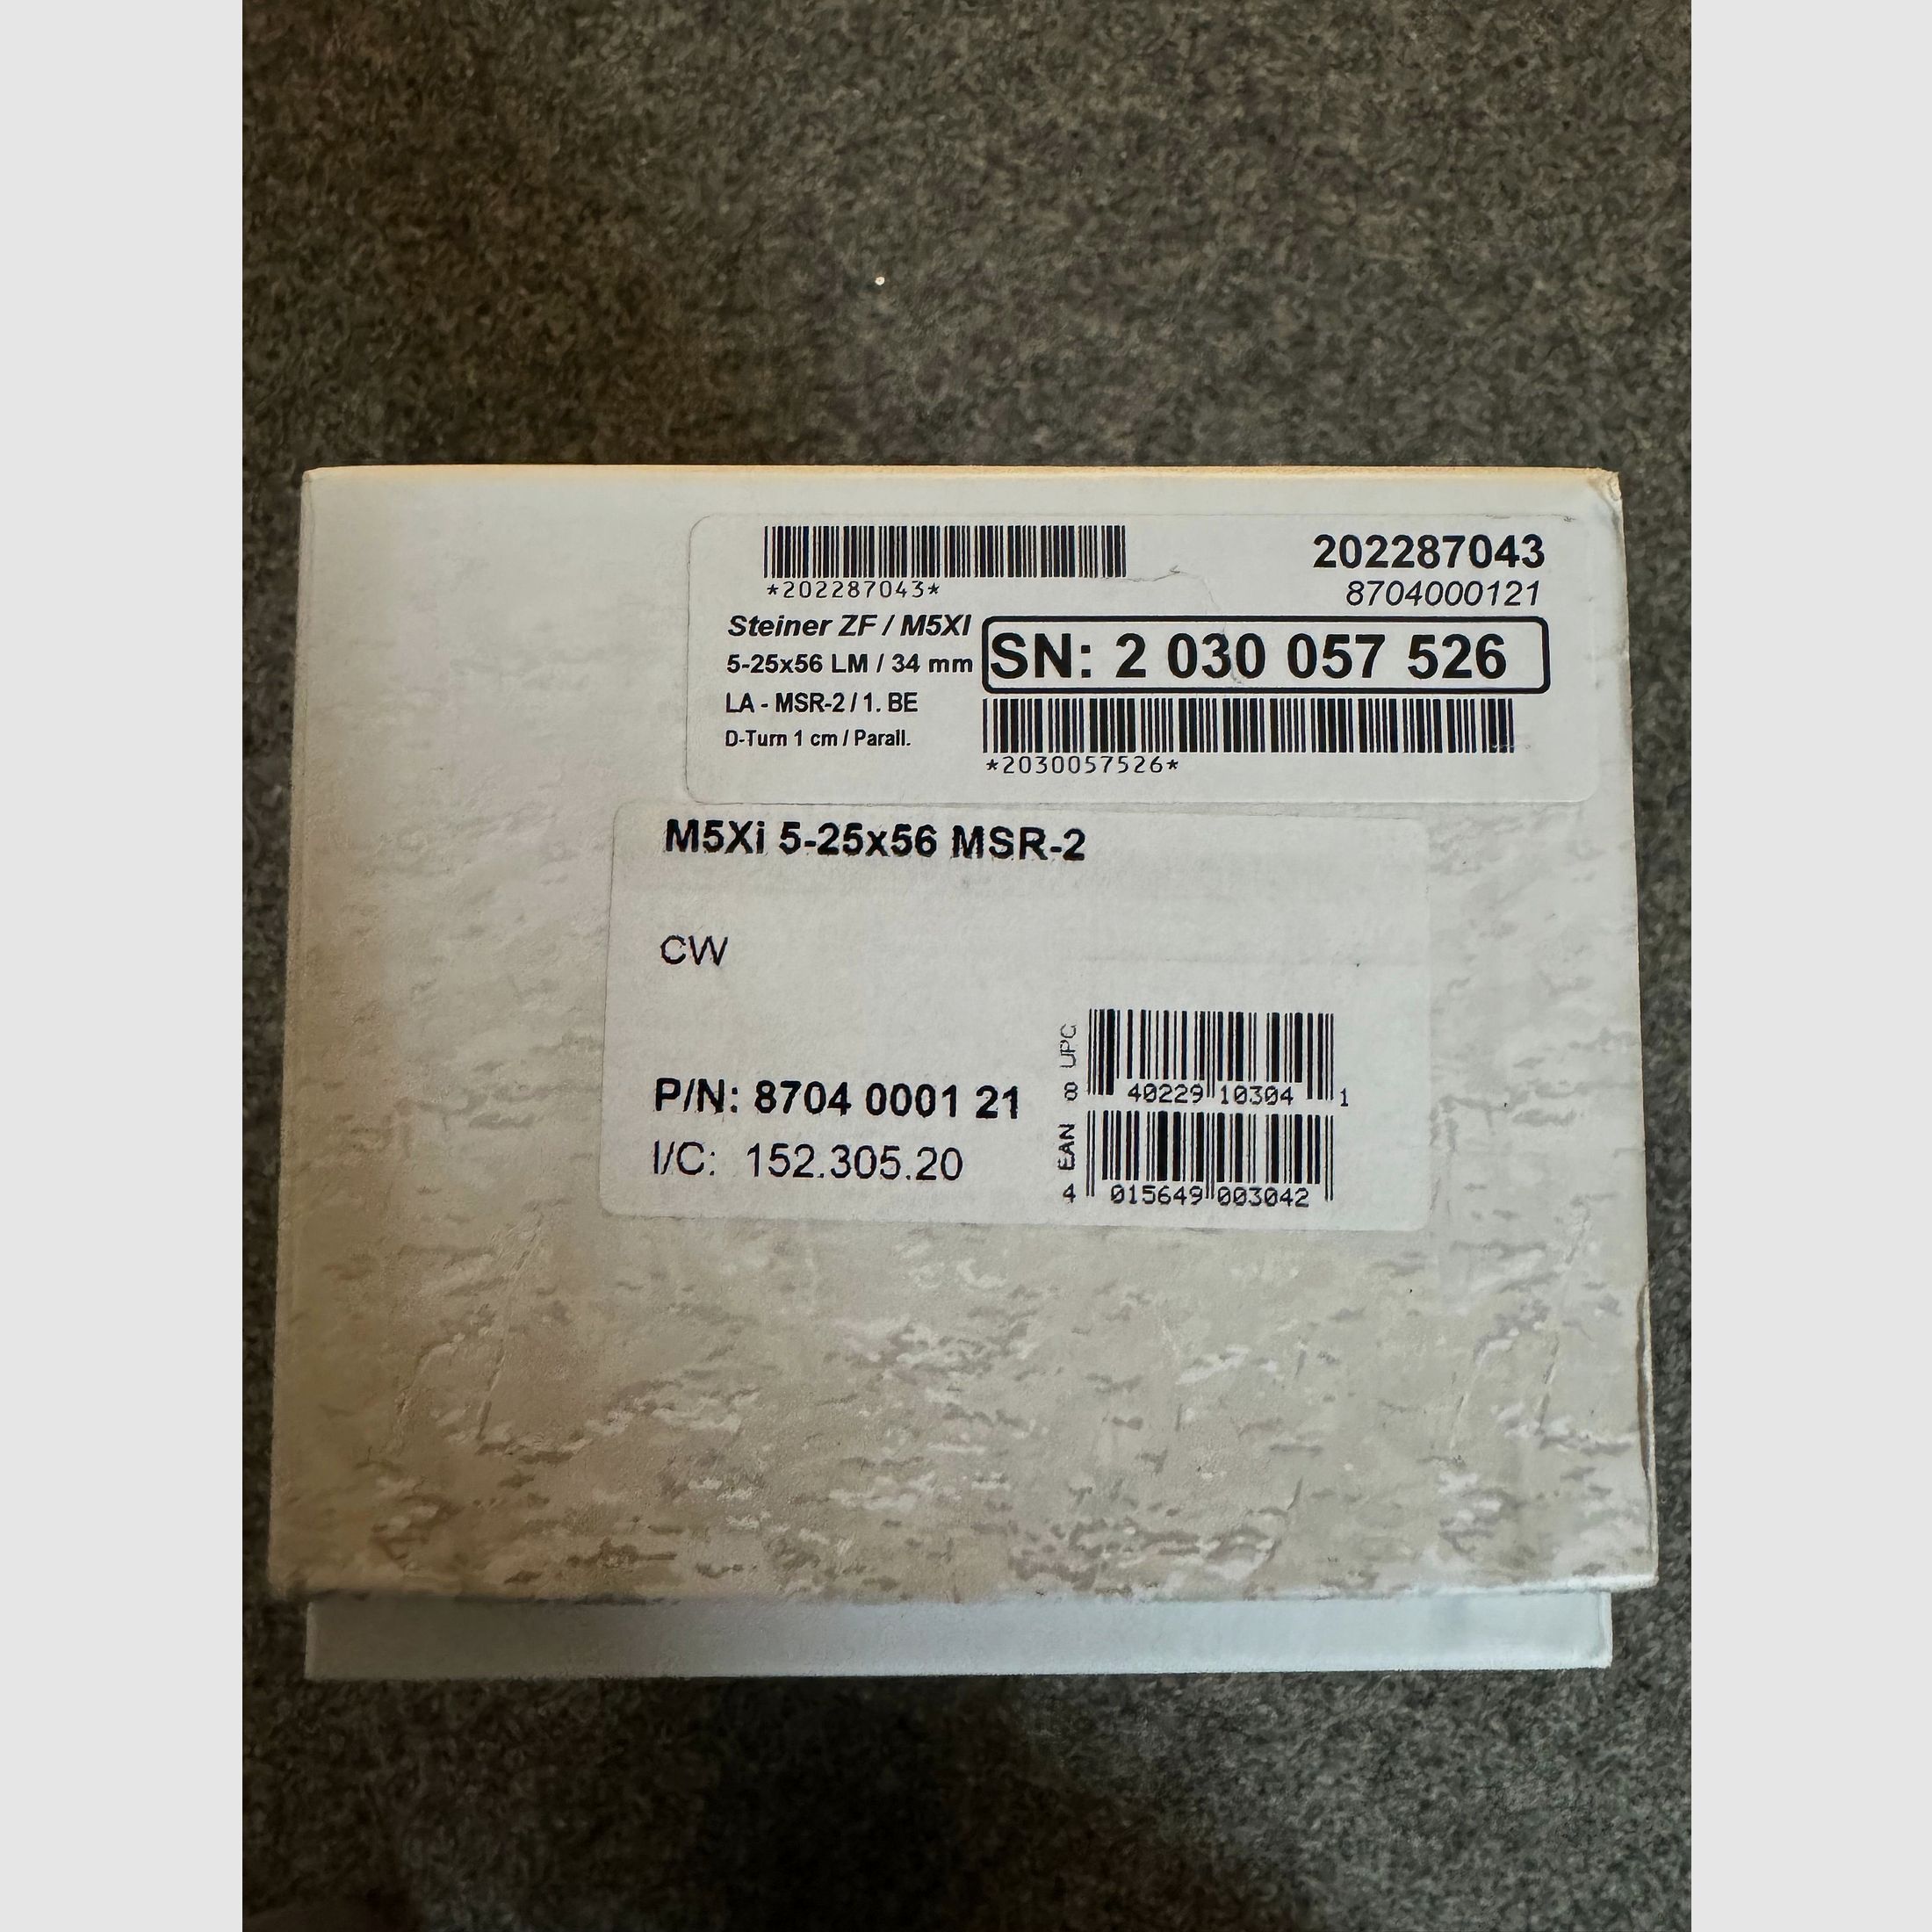 *202287043*
202287043
8704000121
Steiner ZF / M5XI
5-25x56 LM / 34 mm
SN: 2 030 057 526
LA - MSR-2 / 1. BE
D-Turn 1 cm / Parall.
*2030057526*
M5Xi 5-25x56 MSR-2
CW
P/N: 8704 0001 21
I/C: 152.305.20
UPC
8 40229 10304 1
EAN
4 015649 003042